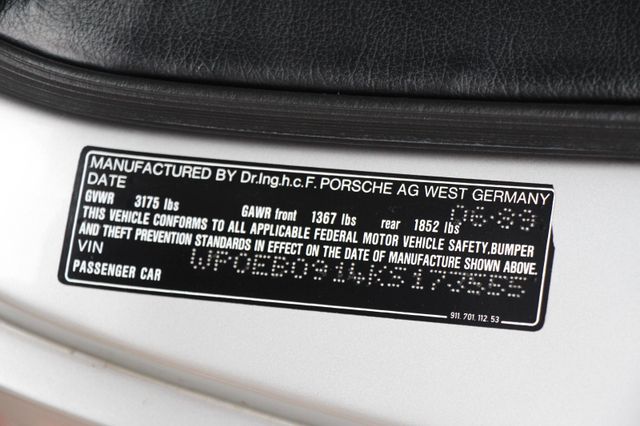 MANUFACTURED BY Dr.Ing.h.c.F. PORSCHE AG WEST GERMANY
DATE 06-89
GVWR 3175 lbs GAWR front 1367 lbs rear 1852 lbs
THIS VEHICLE CONFORMS TO ALL APPLICABLE FEDERAL MOTOR VEHICLE SAFETY,BUMPER
AND THEFT PREVENTION STANDARDS IN EFFECT ON THE DATE OF MANUFACTURE SHOWN ABOVE.
VIN WP0EB0914KS173555
PASSENGER CAR
911. 701. 112. 53